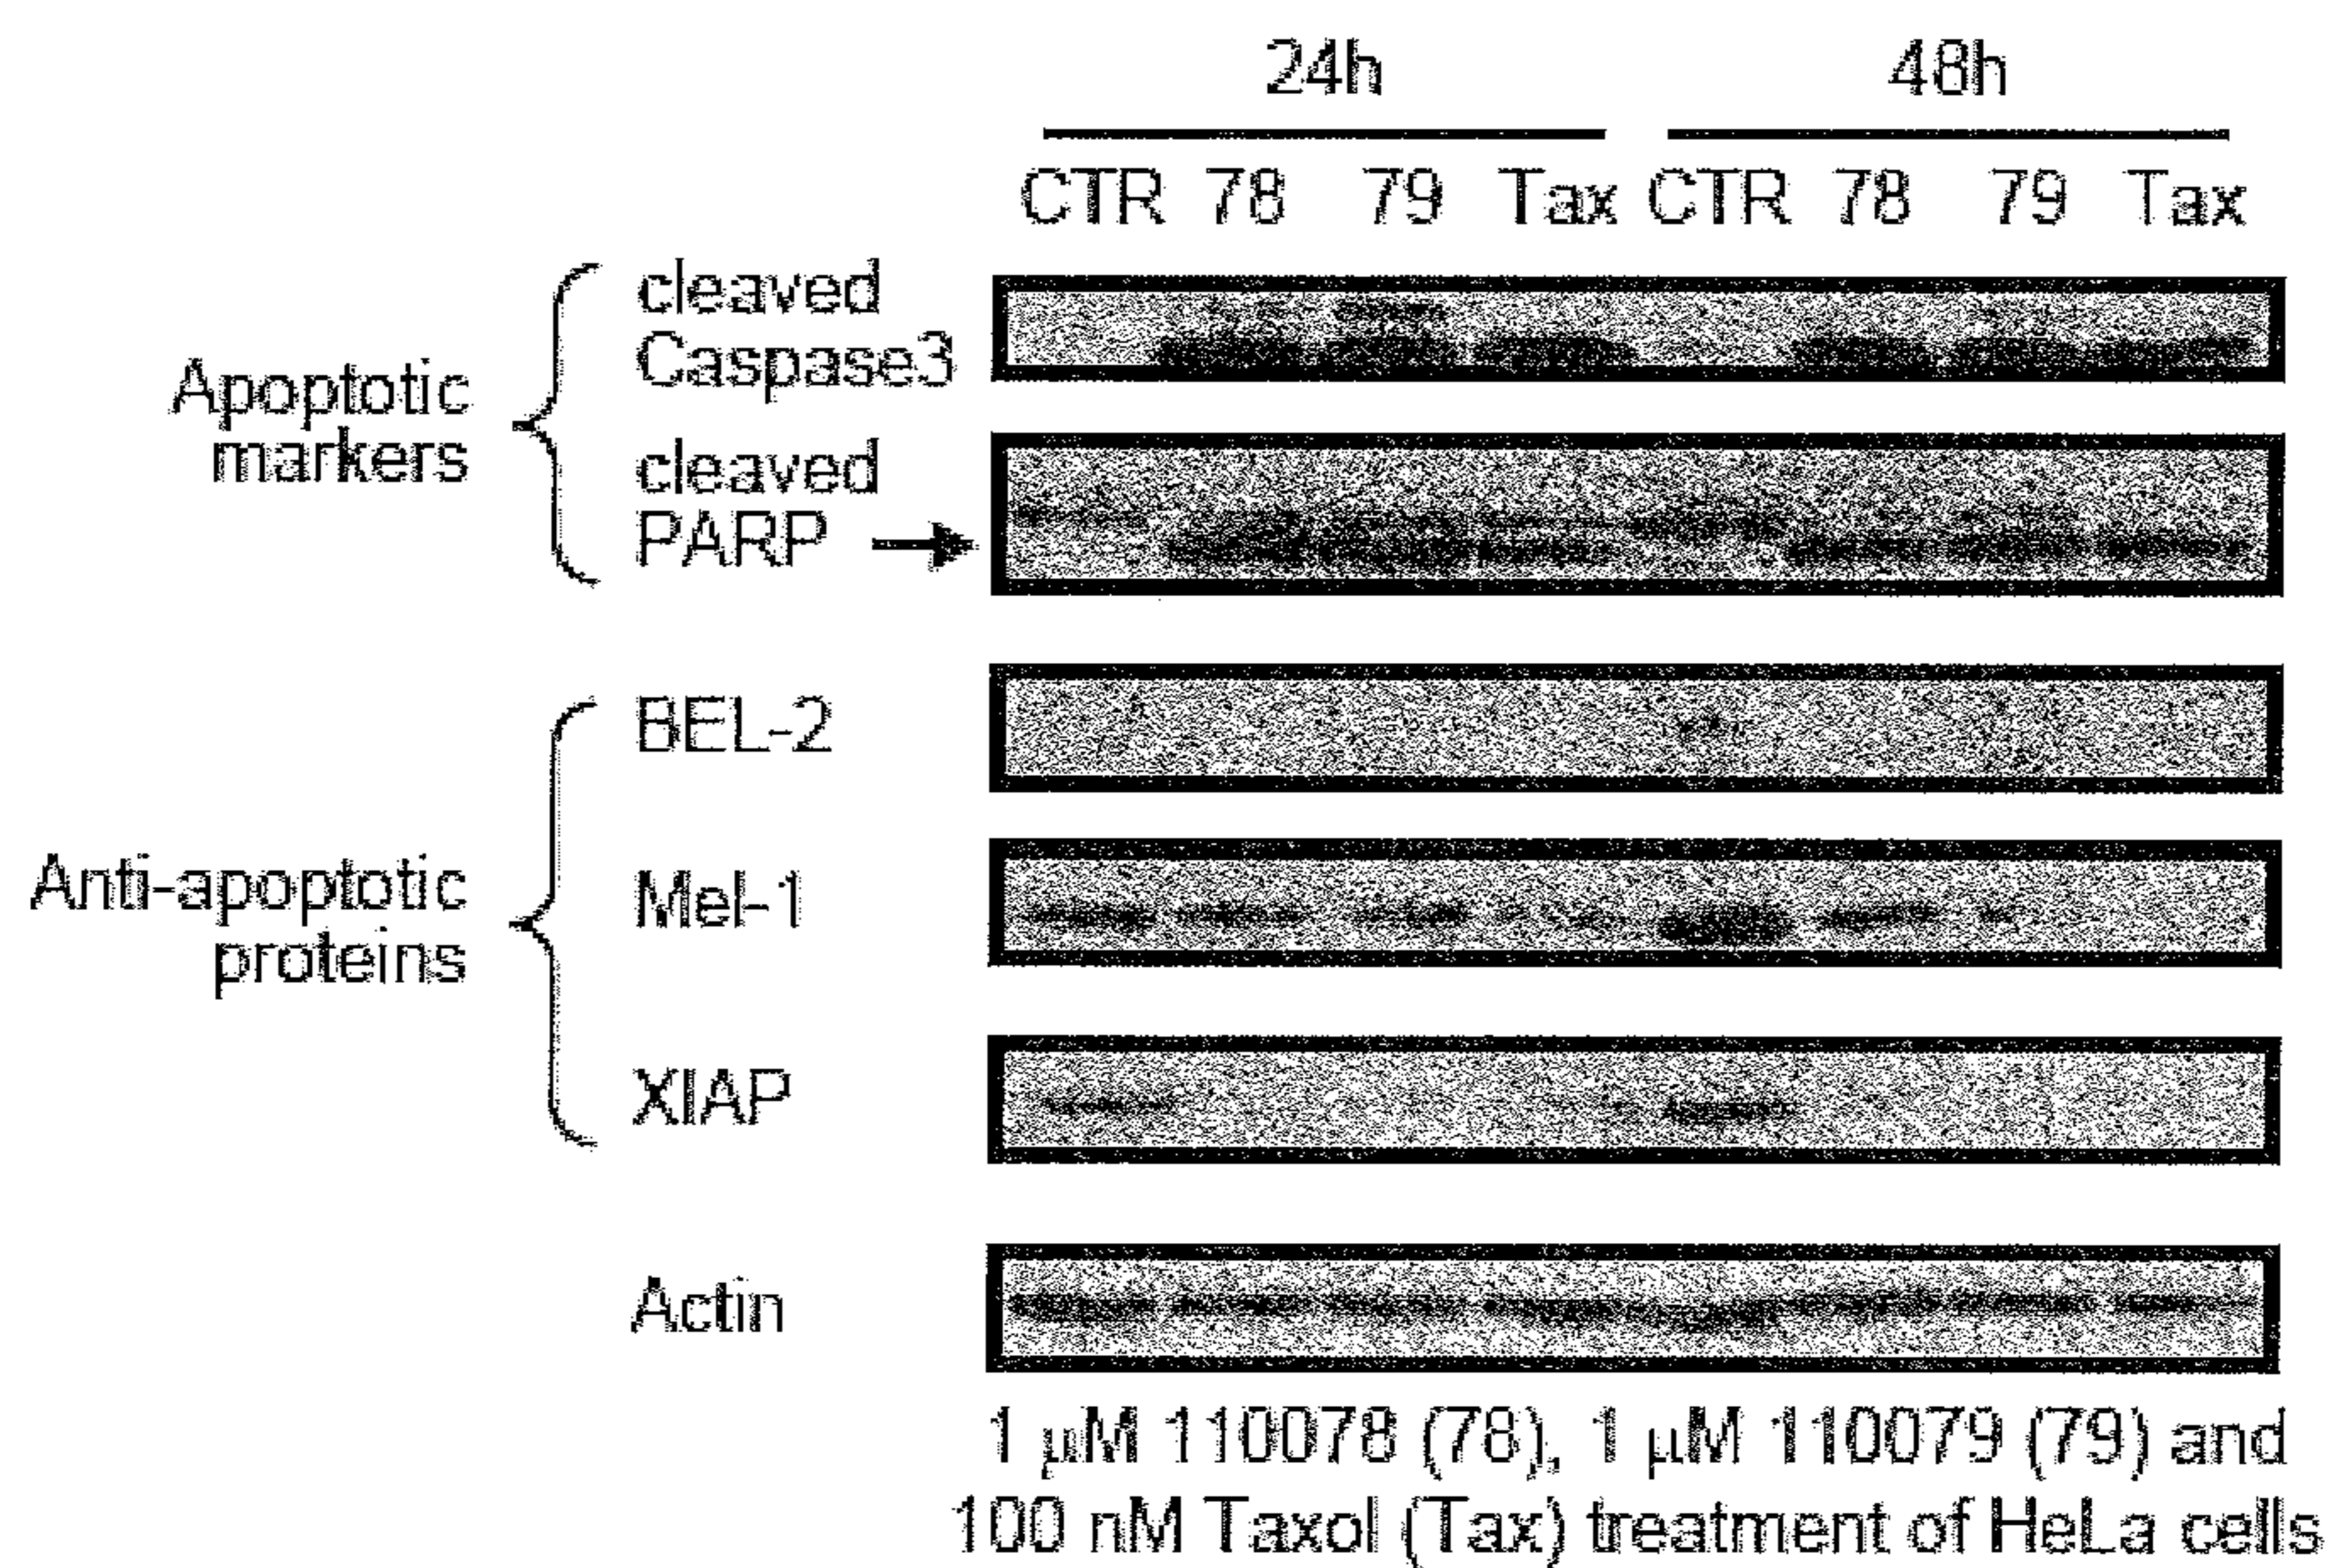 24h 48h
CTR 78 79 Tax CTR 78 79 Tax
Apoptotic
markers
cleaved
Caspase3
cleaved
PARP
Anti-apoptotic
proteins
BEL-2
Mel-1
XIAP
Actin
1 µM 110078 (78), 1 µM 110079 (79) and
100 nM Taxol (Tax) treatment of HeLa cells